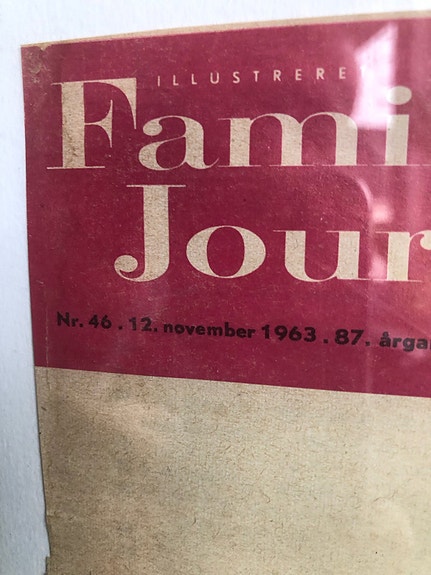 ILLUSTRERE
Fami
Jour
Nr. 46 . 12. november 1963 . 87. årga